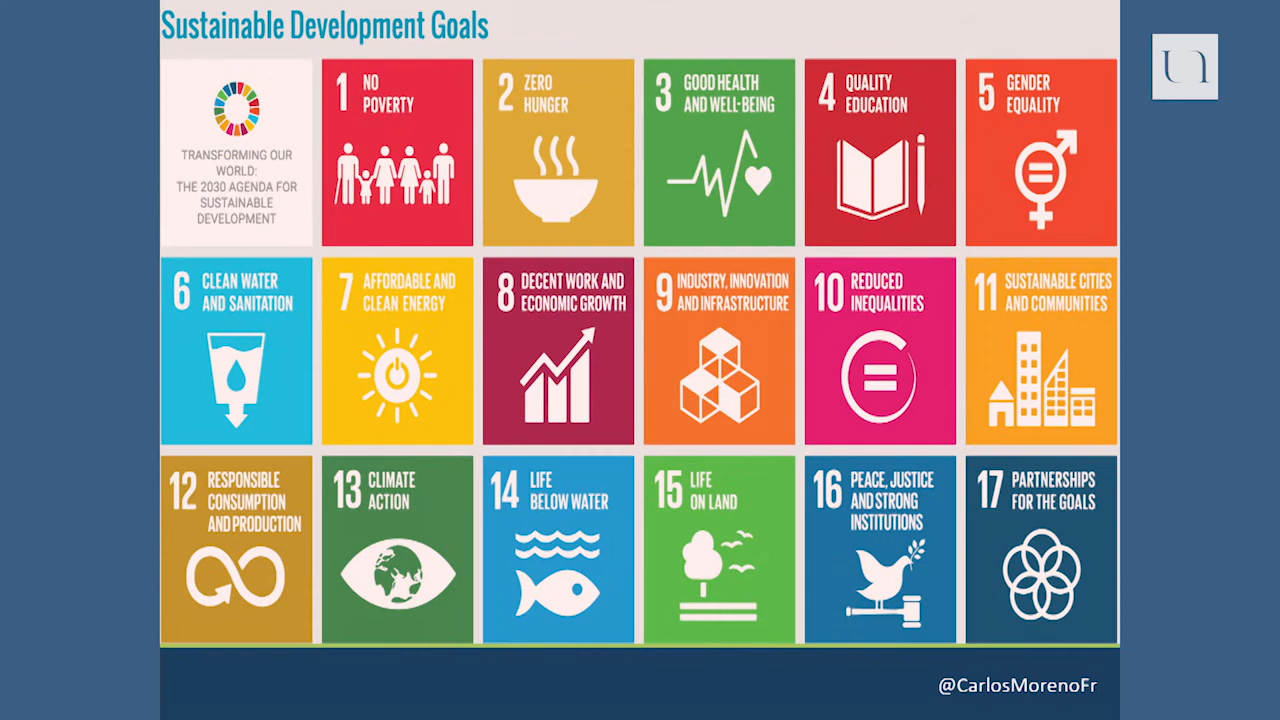 Sustainable Development Goals
TRANSFORMING OUR
WORLD:
THE 2030 AGENDA FOR
SUSTAINABLE
DEVELOPMENT
1 NO
POVERTY
2 ZERO
HUNGER
3 GOOD HEALTH
AND WELL-BEING
4 QUALITY
EDUCATION
5 GENDER
EQUALITY
6 CLEAN WATER
AND SANITATION
7 AFFORDABLE AND
CLEAN ENERGY
8 DECENT WORK AND
ECONOMIC GROWTH
9 INDUSTRY, INNOVATION
AND INFRASTRUCTURE
10 REDUCED
INEQUALITIES
11 SUSTAINABLE CITIES
AND COMMUNITIES
12 RESPONSIBLE
CONSUMPTION
AND PRODUCTION
13 CLIMATE
ACTION
14 LIFE
BELOW WATER
15 LIFE
ON LAND
16 PEACE, JUSTICE
AND STRONG
INSTITUTIONS
17 PARTNERSHIPS
FOR THE GOALS
@CarlosMorenoFr